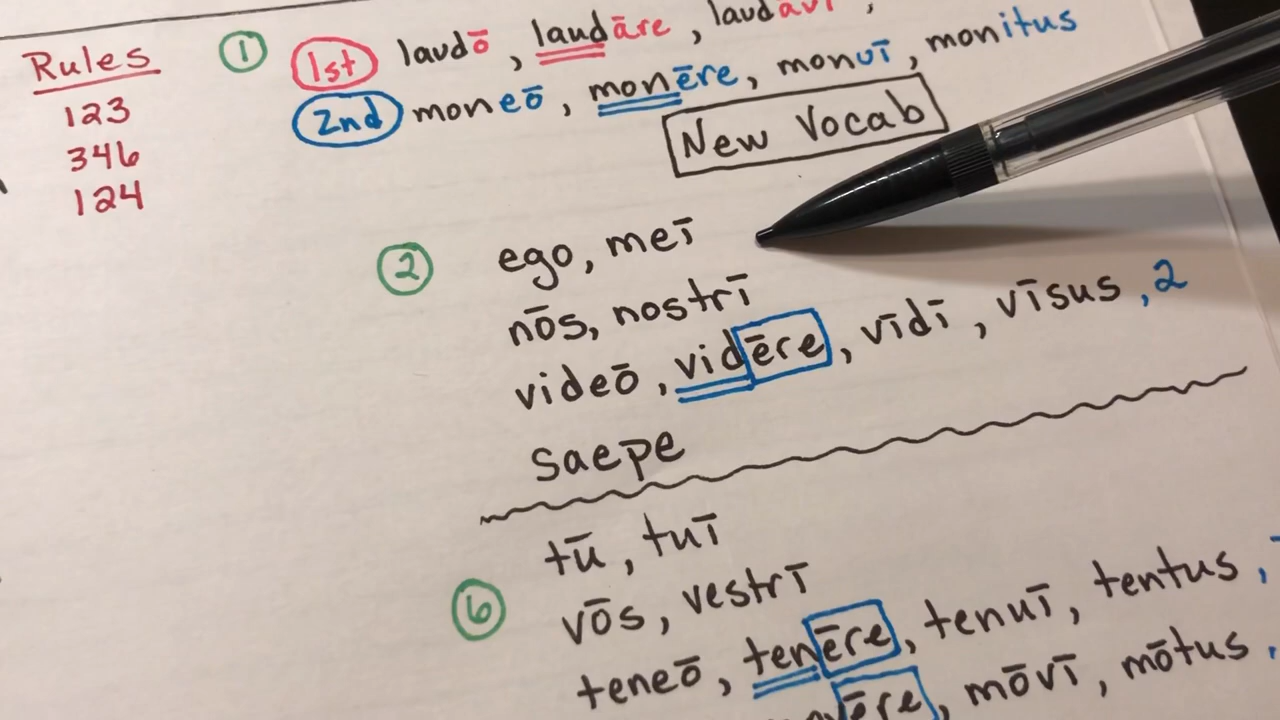 Rules
123
346
124
1 1st laudō, laudāre, laudāvī,
2nd moneō, monēre, monuī, monitus
New Vocab
2 ego, meī
nōs, nostrī
videō, vidēre, vīdī, vīsus, 2
saepe
tū, tuī
6 vōs, vestrī
teneō, tenēre, tenuī, tentus,
mōvī, mōtus,